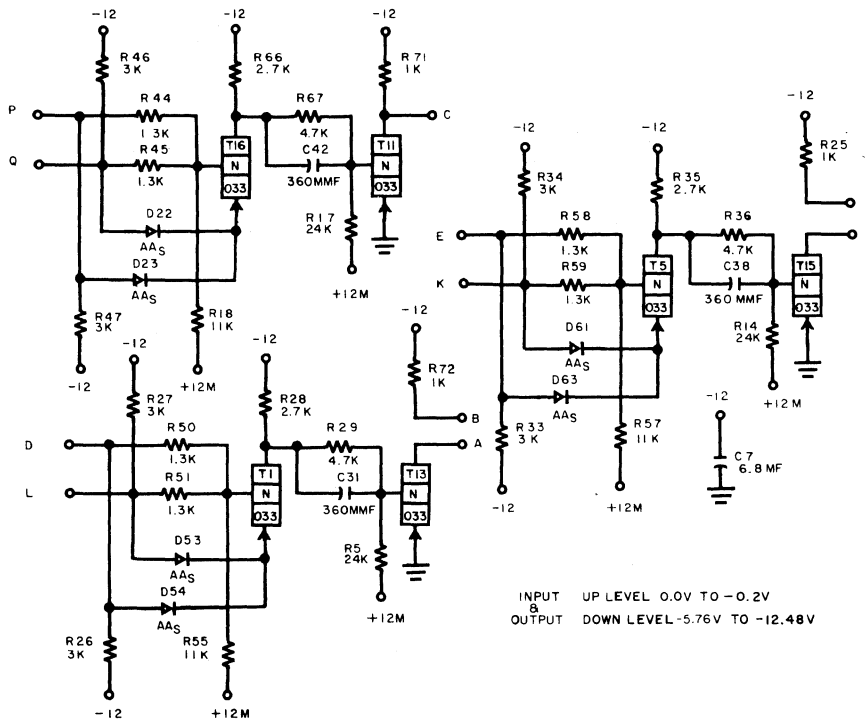 -12
-12
-12
R46
3K
R66
2.7K
R71
1K
P
R44
1.3K
R67
4.7K
C
Q
R45
1.3K
T16
N
033
C42
360MMF
T11
N
033
D22
AAS
R17
24K
D23
AAS
+12M
R47
3K
R18
11K
-12
+12M
-12
-12
-12
R34
3K
R35
2.7K
R25
1K
E
R58
1.3K
R36
4.7K
K
R59
1.3K
T5
N
033
C38
360MMF
T15
N
033
D61
AAS
R14
24K
D63
AAS
+12M
R33
3K
R57
11K
-12
C7
6.8MF
-12
+12M
-12
-12
-12
R27
3K
R28
2.7K
R72
1K
B
D
R50
1.3K
R29
4.7K
A
L
R51
1.3K
T1
N
033
C31
360MMF
T13
N
033
D53
AAS
R5
24K
D54
AAS
+12M
R26
3K
R55
11K
-12
+12M
INPUT UP LEVEL 0.0V TO -0.2V
&
OUTPUT DOWN LEVEL -5.76V TO -12.48V